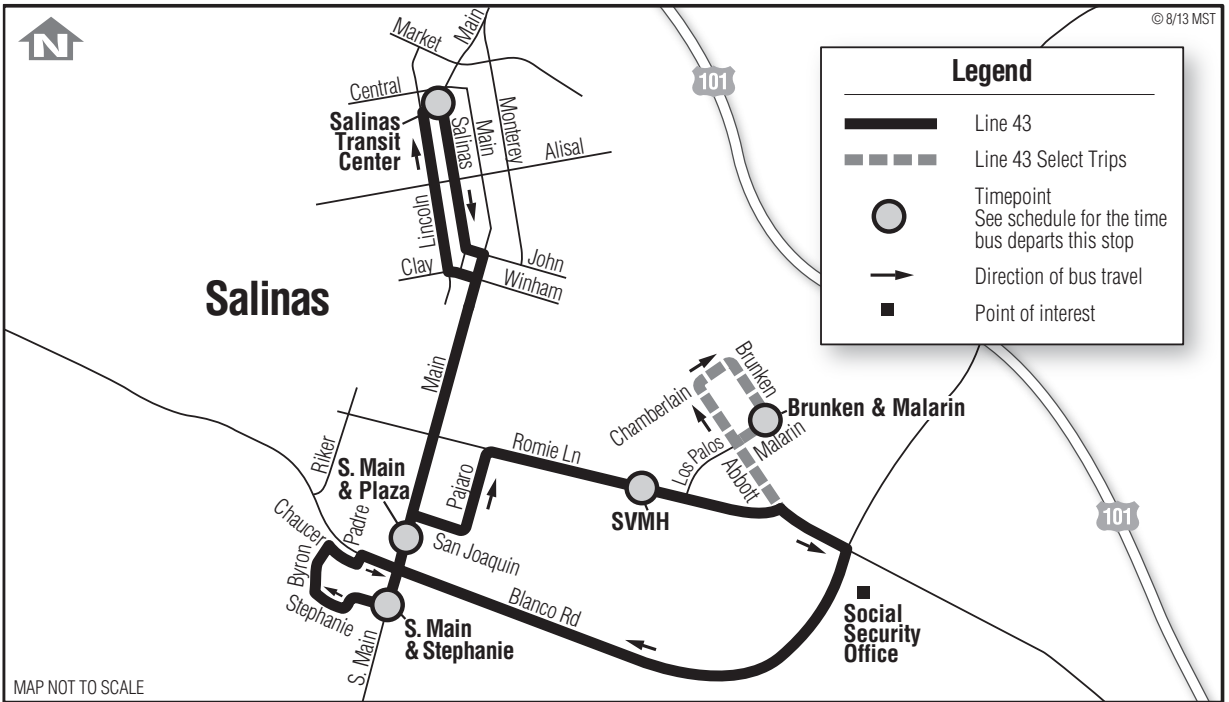 © 8/13 MST
N
Market
Main
Central
Salinas
Transit
Center
Salinas
Main
Monterey
Alisal
Lincoln
Clay
John
Winham
101
Legend
Line 43
Line 43 Select Trips
Timepoint
See schedule for the time
bus departs this stop
Direction of bus travel
Point of interest
Salinas
Main
Riker
Romie Ln
Chamberlain
Brunken
Brunken & Malarin
Malarin
Los Palos
Abbott
S. Main
& Plaza
Pajaro
SVMH
101
Chaucer
Padre
San Joaquin
Byron
Stephanie
Blanco Rd
S. Main
& Stephanie
S. Main
Social
Security
Office
MAP NOT TO SCALE